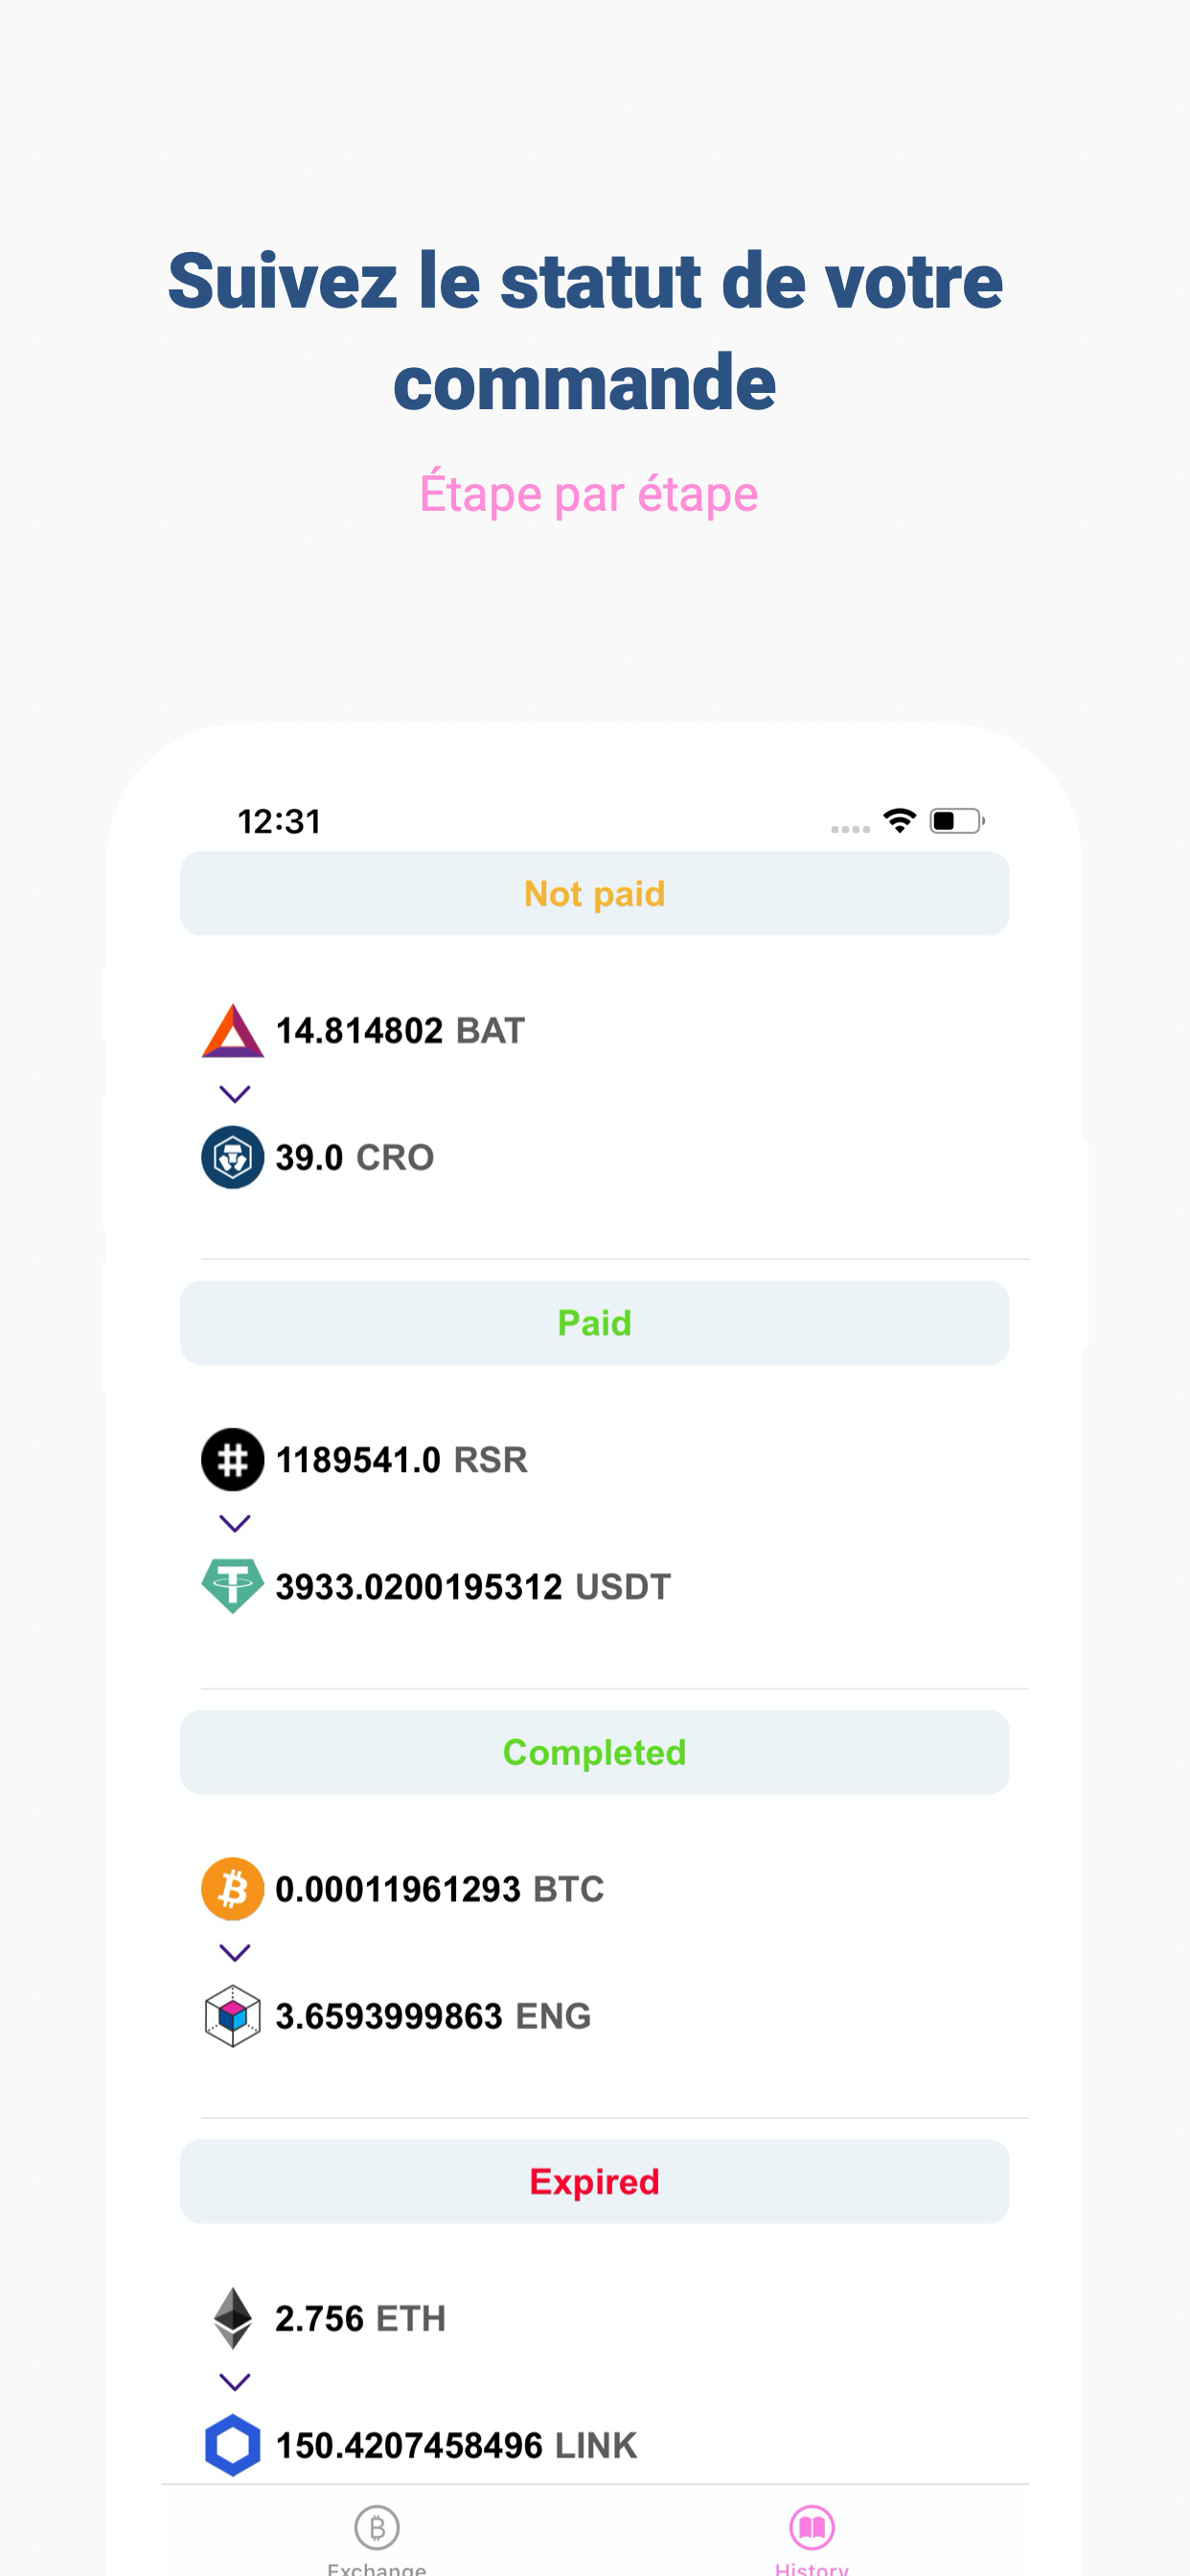 Suivez le statut de votre
commande
Étape par étape
12:31
Not paid
14.814802 BAT
39.0 CRO
Paid
1189541.0 RSR
3933.0200195312 USDT
Completed
0.00011961293 BTC
3.6593999863 ENG
Expired
2.756 ETH
150.4207458496 LINK
Exchange History